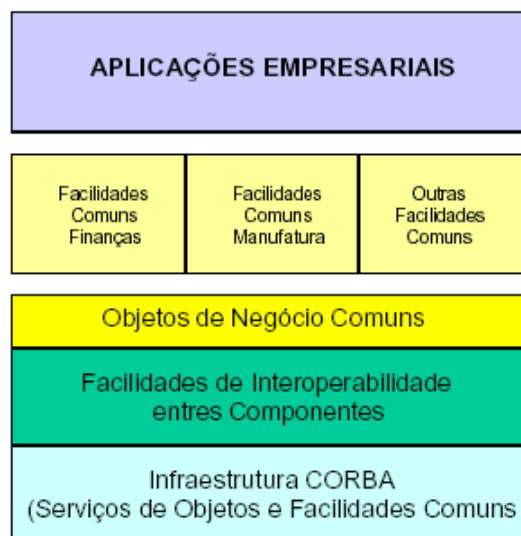 APLICAÇÕES EMPRESARIAIS
Facilidades
Comuns
Finanças
Facilidades
Comuns
Manufatura
Outras
Facilidades
Comuns
Objetos de Negócio Comuns
Facilidades de Interoperabilidade
entres Componentes
Infraestrutura CORBA
(Serviços de Objetos e Facilidades Comuns